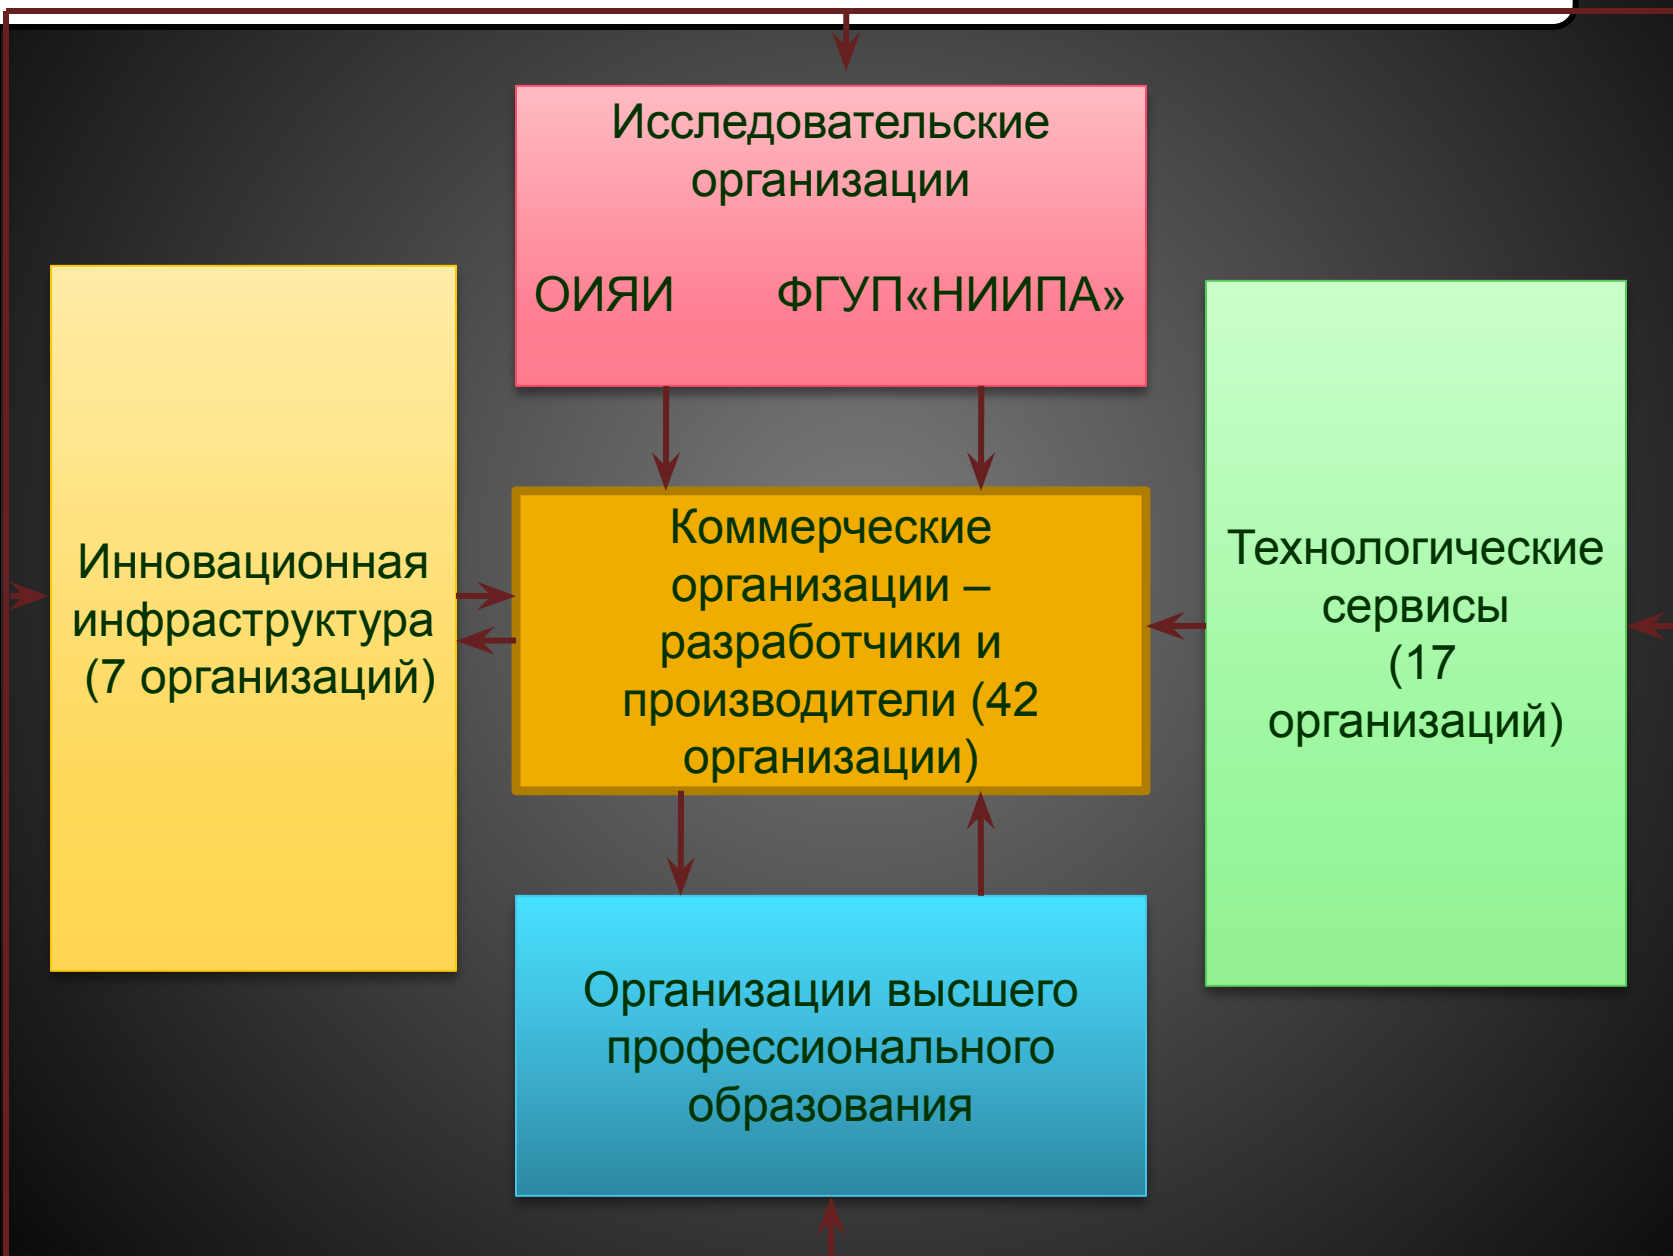 Исследовательские
организации
ОИЯИ ФГУП«НИИПА»
Инновационная
инфраструктура
(7 организаций)
Коммерческие
организации –
разработчики и
производители (42
организации)
Технологические
сервисы
(17
организаций)
Организации высшего
профессионального
образования